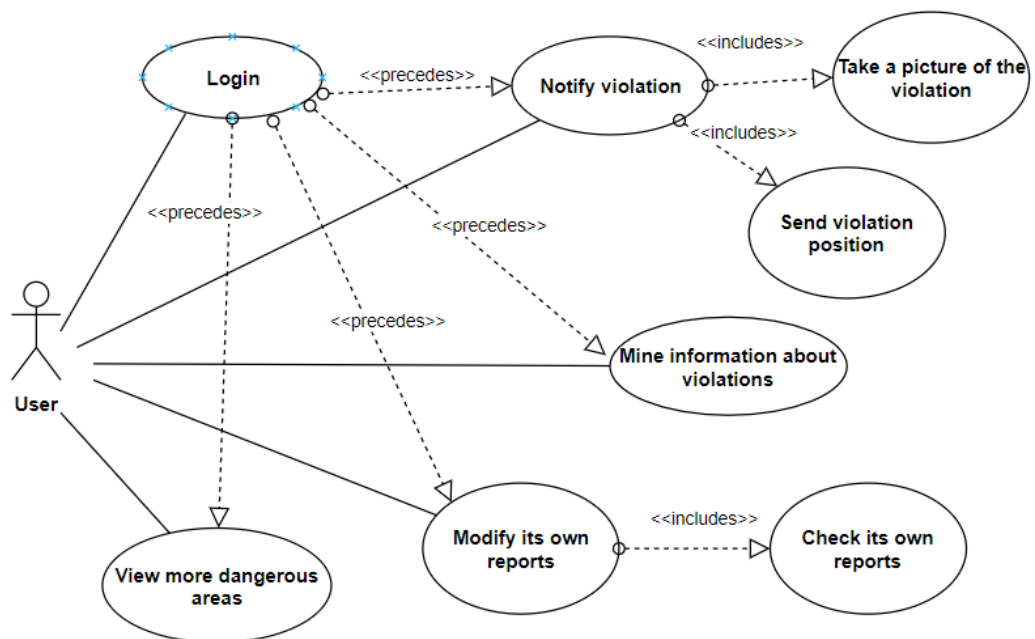 <<includes>>
Take a picture of the
violation
Login
<<precedes>>
Notify violation
<<includes>>
<<precedes>>
<<precedes>>
Send violation
position
<<precedes>>
Mine information about
violations
User
Modify its own
reports
<<includes>>
Check its own
reports
View more dangerous
areas